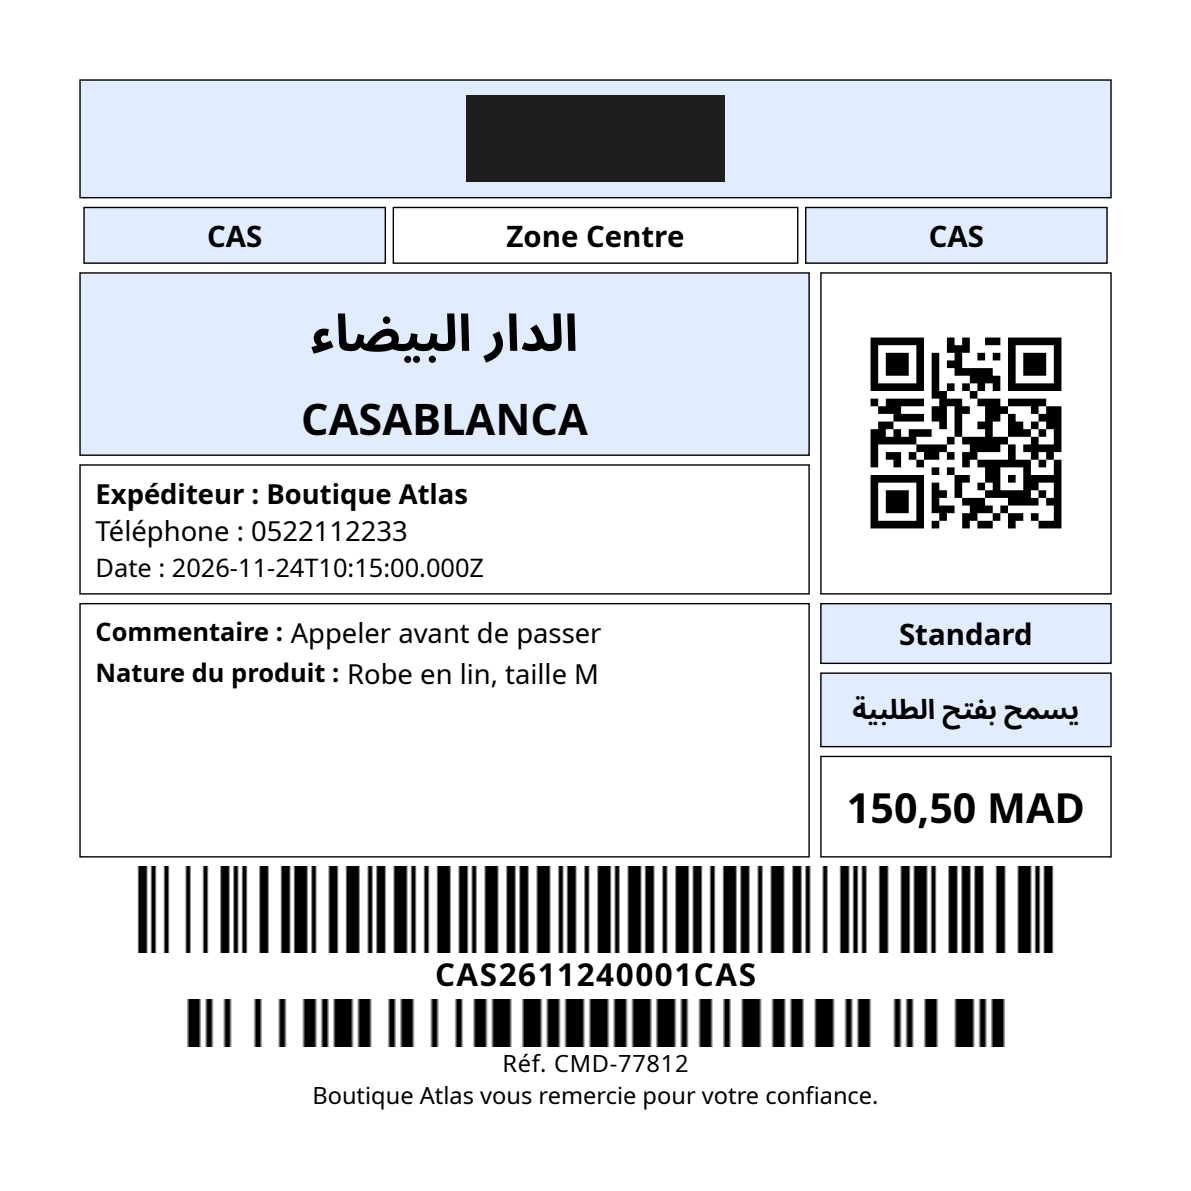 CAS
Zone Centre
CAS
الدار البيضاء
CASABLANCA
Expéditeur : Boutique Atlas
Téléphone : 0522112233
Date : 2026-11-24T10:15:00.000Z
Commentaire : Appeler avant de passer
Nature du produit : Robe en lin, taille M
Standard
يسمح بفتح الطلبية
150,50 MAD
CAS2611240001CAS
Réf. CMD-77812
Boutique Atlas vous remercie pour votre confiance.